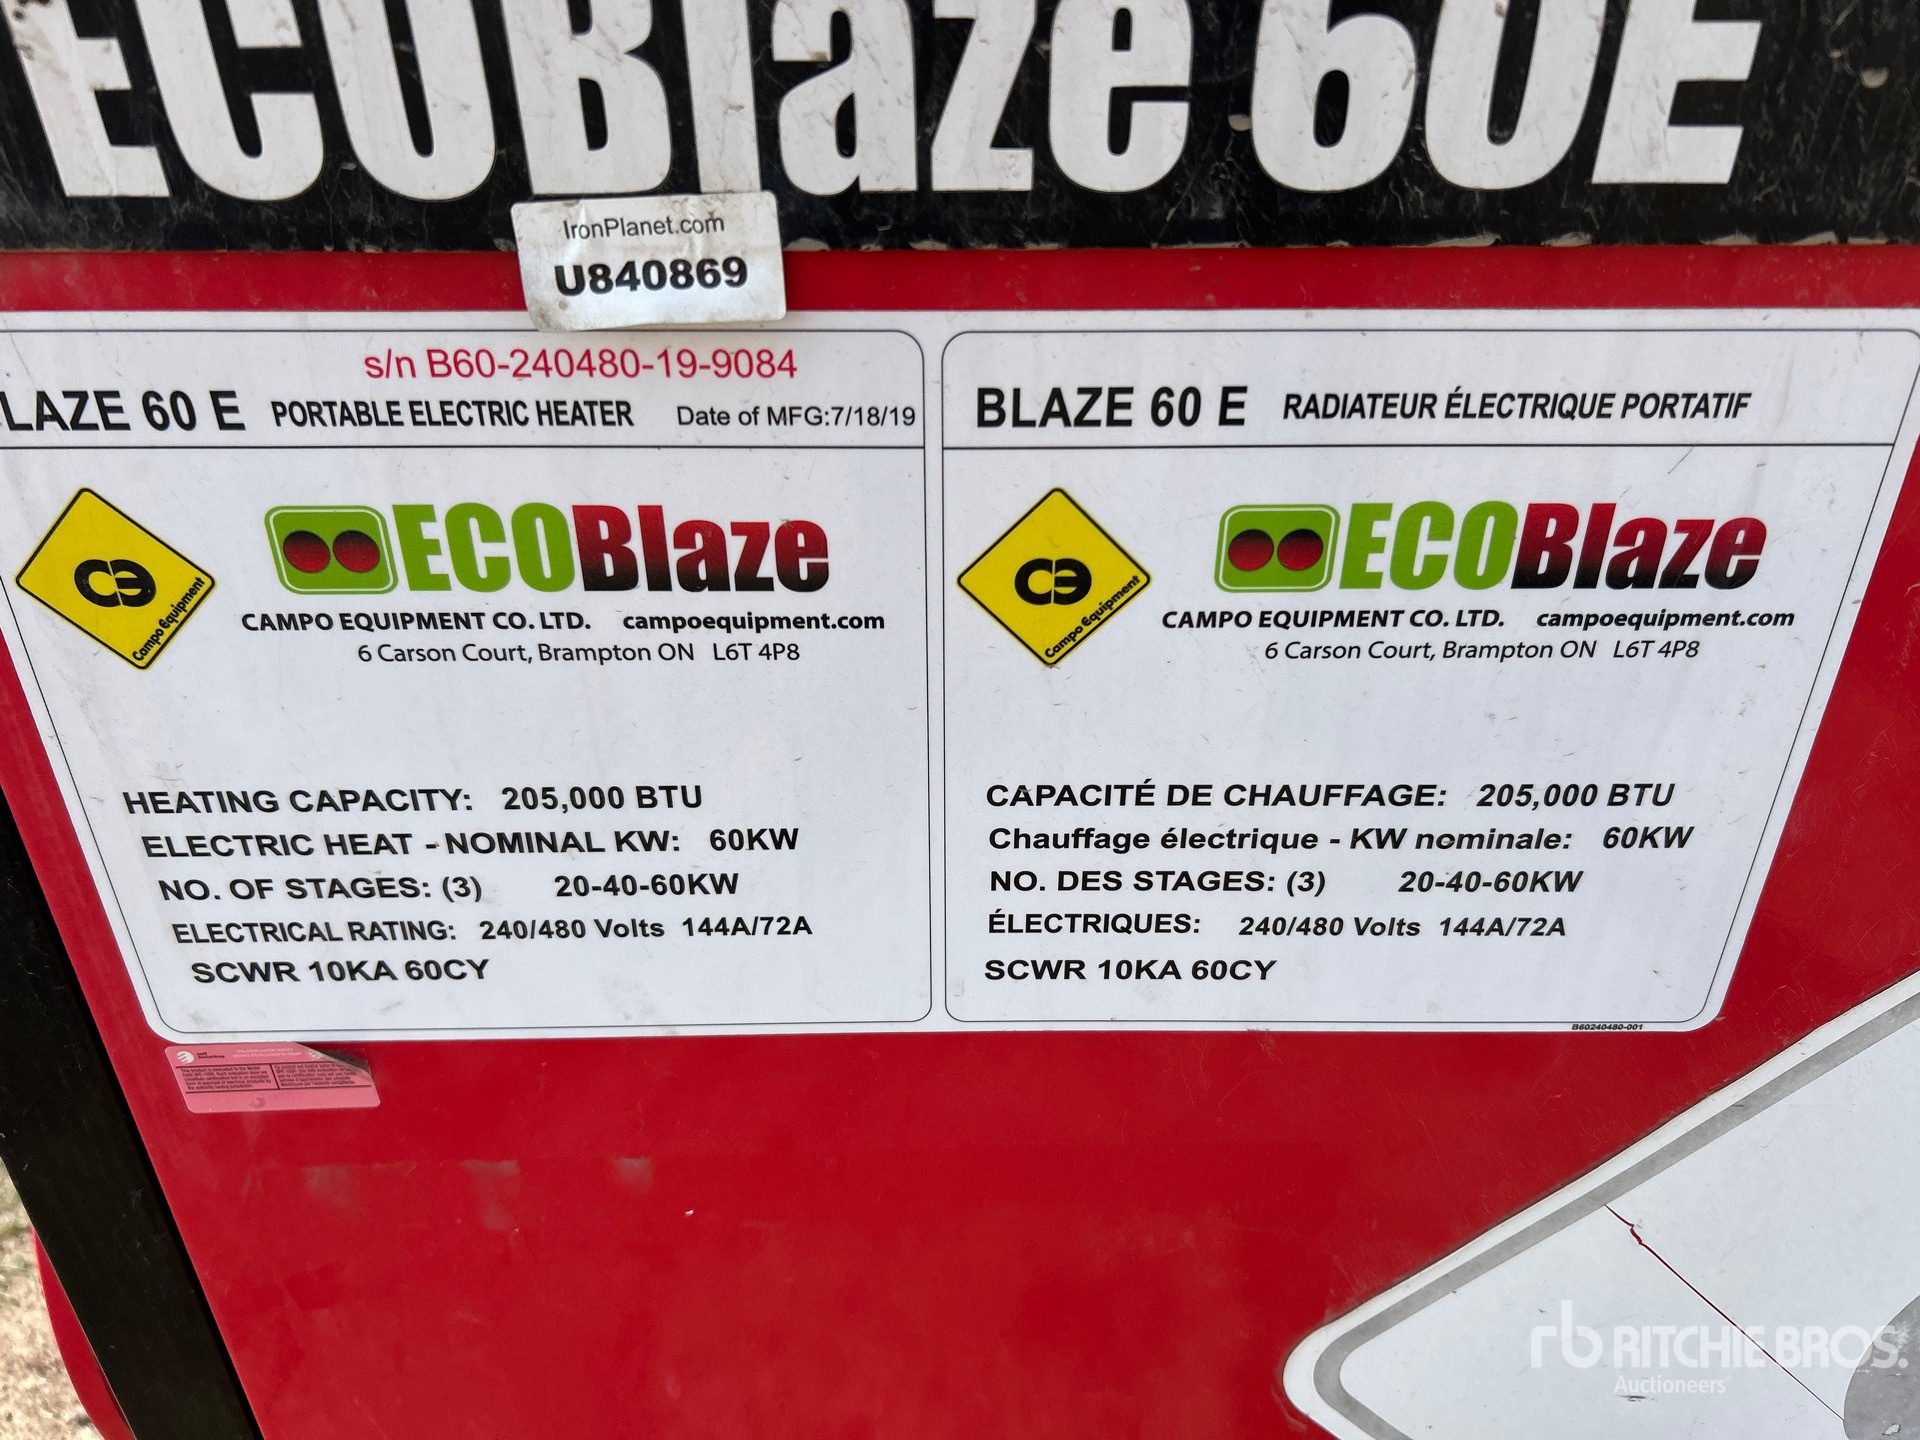 ECOBlaze 60E
IronPlanet.com
U840869
s/n B60-240480-19-9084
LAZE 60 E PORTABLE ELECTRIC HEATER Date of MFG:7/18/19
CE
Campo Equipment
ECOBlaze
CAMPO EQUIPMENT CO. LTD. campoequipment.com
6 Carson Court, Brampton ON L6T 4P8
HEATING CAPACITY: 205,000 BTU
ELECTRIC HEAT - NOMINAL KW: 60KW
NO. OF STAGES: (3) 20-40-60KW
ELECTRICAL RATING: 240/480 Volts 144A/72A
SCWR 10KA 60CY
BLAZE 60 E RADIATEUR ÉLECTRIQUE PORTATIF
CE
Campo Equipment
ECOBlaze
CAMPO EQUIPMENT CO. LTD. campoequipment.com
6 Carson Court, Brampton ON L6T 4P8
CAPACITÉ DE CHAUFFAGE: 205,000 BTU
Chauffage électrique - KW nominale: 60KW
NO. DES STAGES: (3) 20-40-60KW
ÉLECTRIQUES: 240/480 Volts 144A/72A
SCWR 10KA 60CY
B60240480-001
rb RITCHIE BROS.
Auctioneers